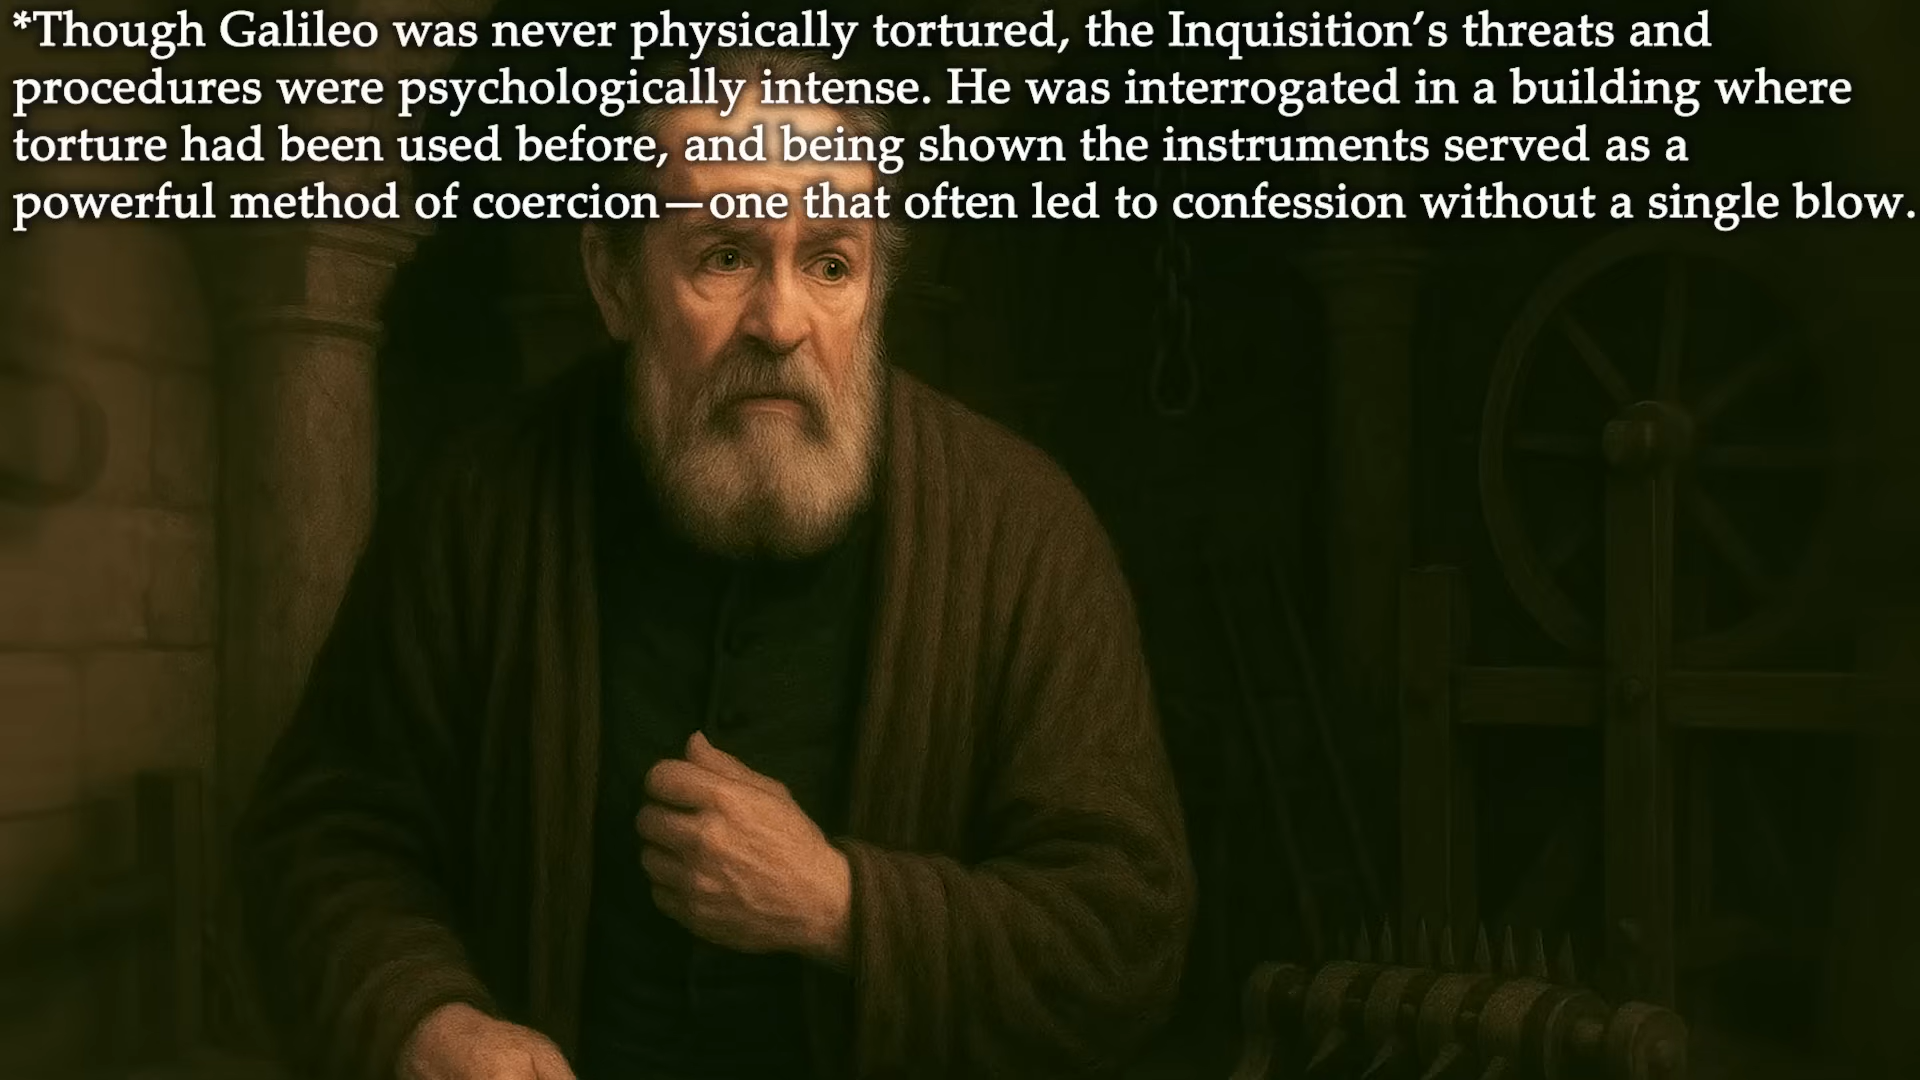 *Though Galileo was never physically tortured, the Inquisition’s threats and
procedures were psychologically intense. He was interrogated in a building where
torture had been used before, and being shown the instruments served as a
powerful method of coercion—one that often led to confession without a single blow.